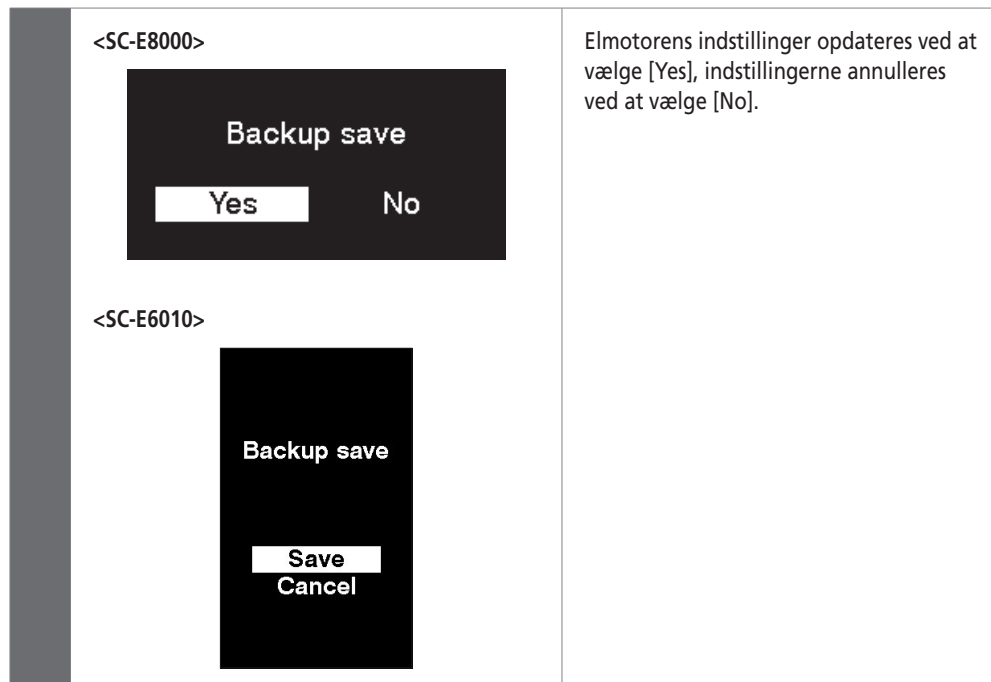 <SC-E8000>
Backup save
Yes No
<SC-E6010>
Backup save
Save
Cancel
Elmotorens indstillinger opdateres ved at
vælge [Yes], indstillingerne annulleres
ved at vælge [No].